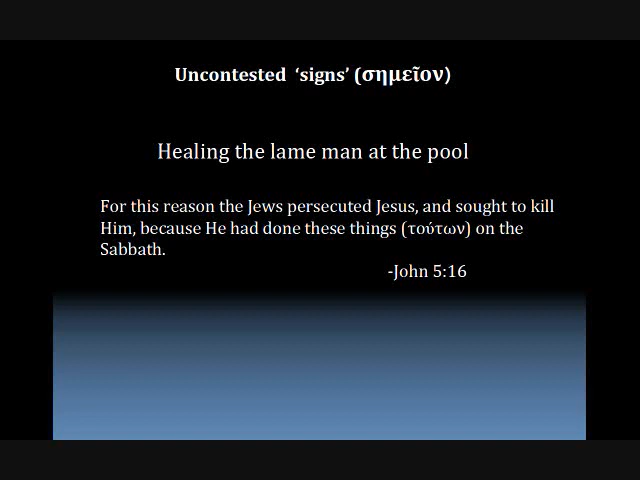 Uncontested ‘signs’ (σημεῖον)
Healing the lame man at the pool
For this reason the Jews persecuted Jesus, and sought to kill
Him, because He had done these things (τούτων) on the
Sabbath.
-John 5:16